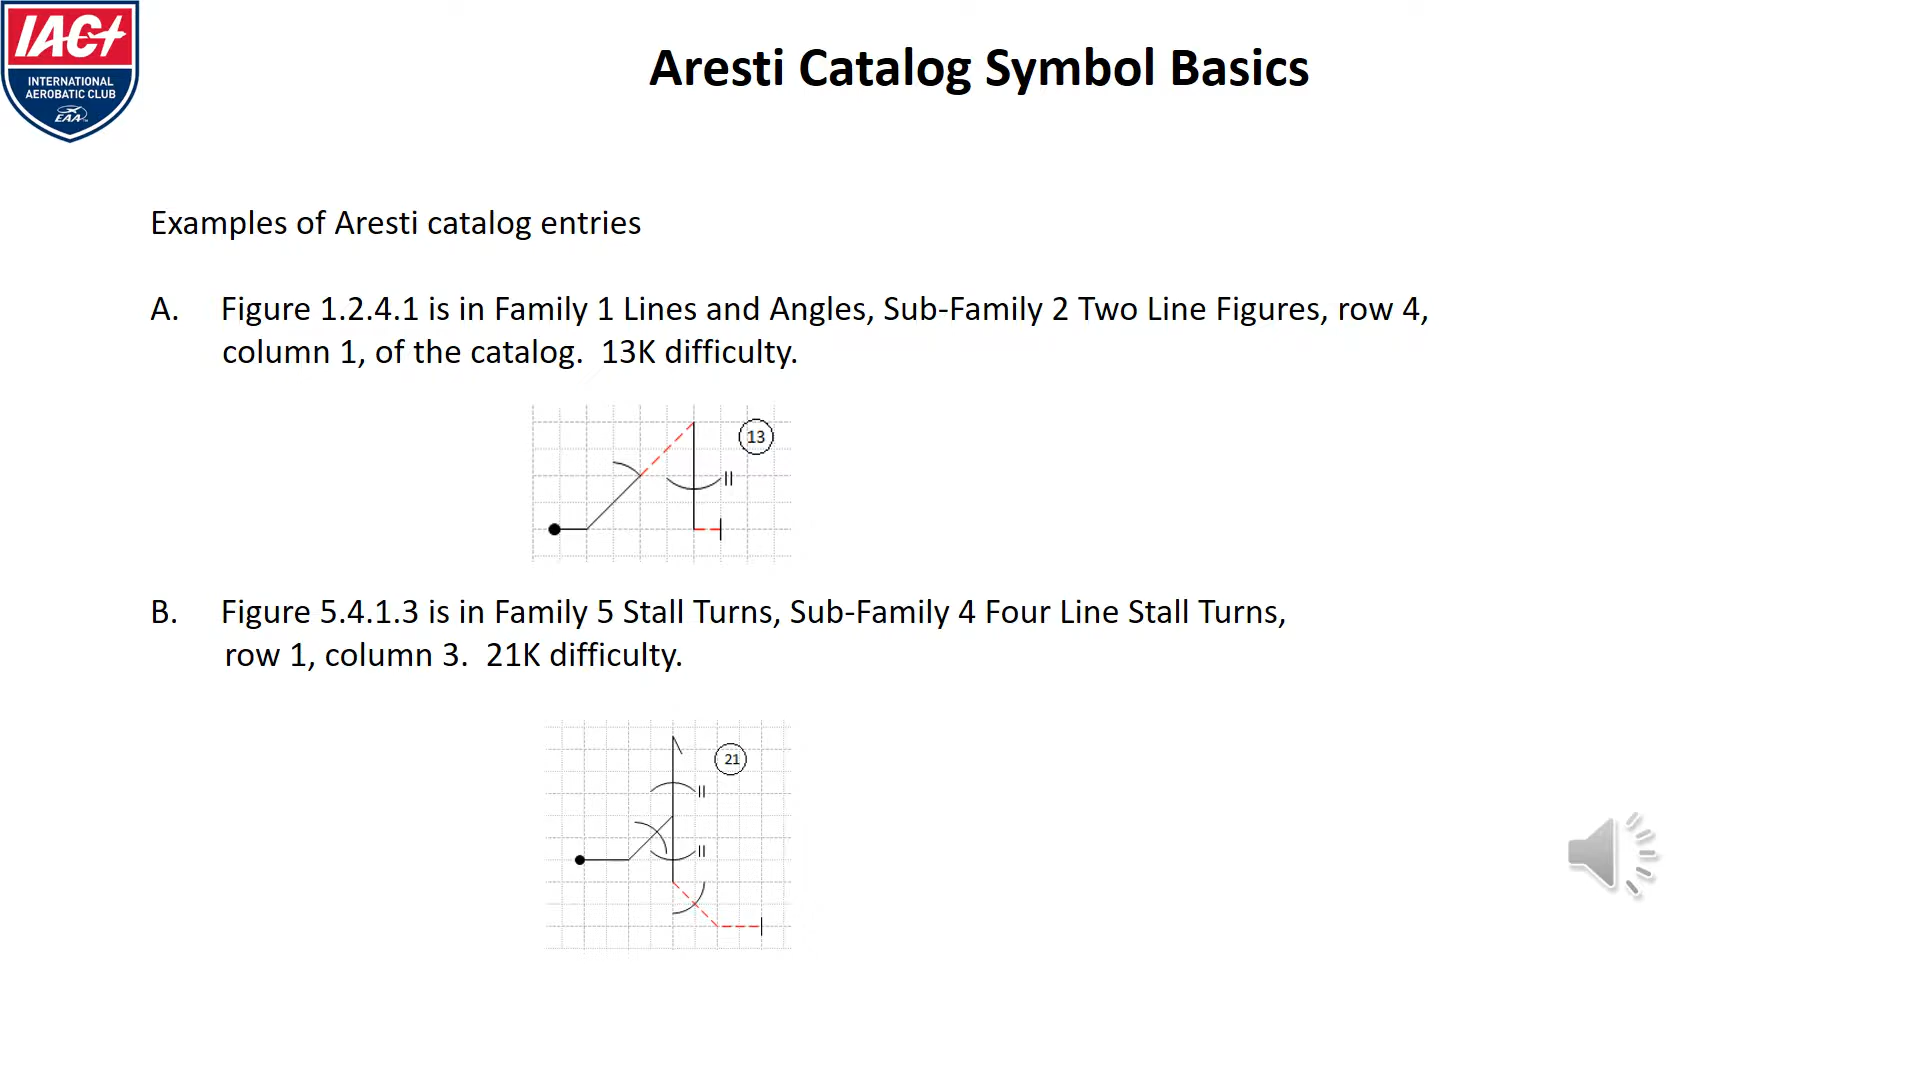 IAC
INTERNATIONAL
AEROBATIC CLUB
EAA
Aresti Catalog Symbol Basics
Examples of Aresti catalog entries
A. Figure 1.2.4.1 is in Family 1 Lines and Angles, Sub-Family 2 Two Line Figures, row 4,
column 1, of the catalog. 13K difficulty.
13
B. Figure 5.4.1.3 is in Family 5 Stall Turns, Sub-Family 4 Four Line Stall Turns,
row 1, column 3. 21K difficulty.
21